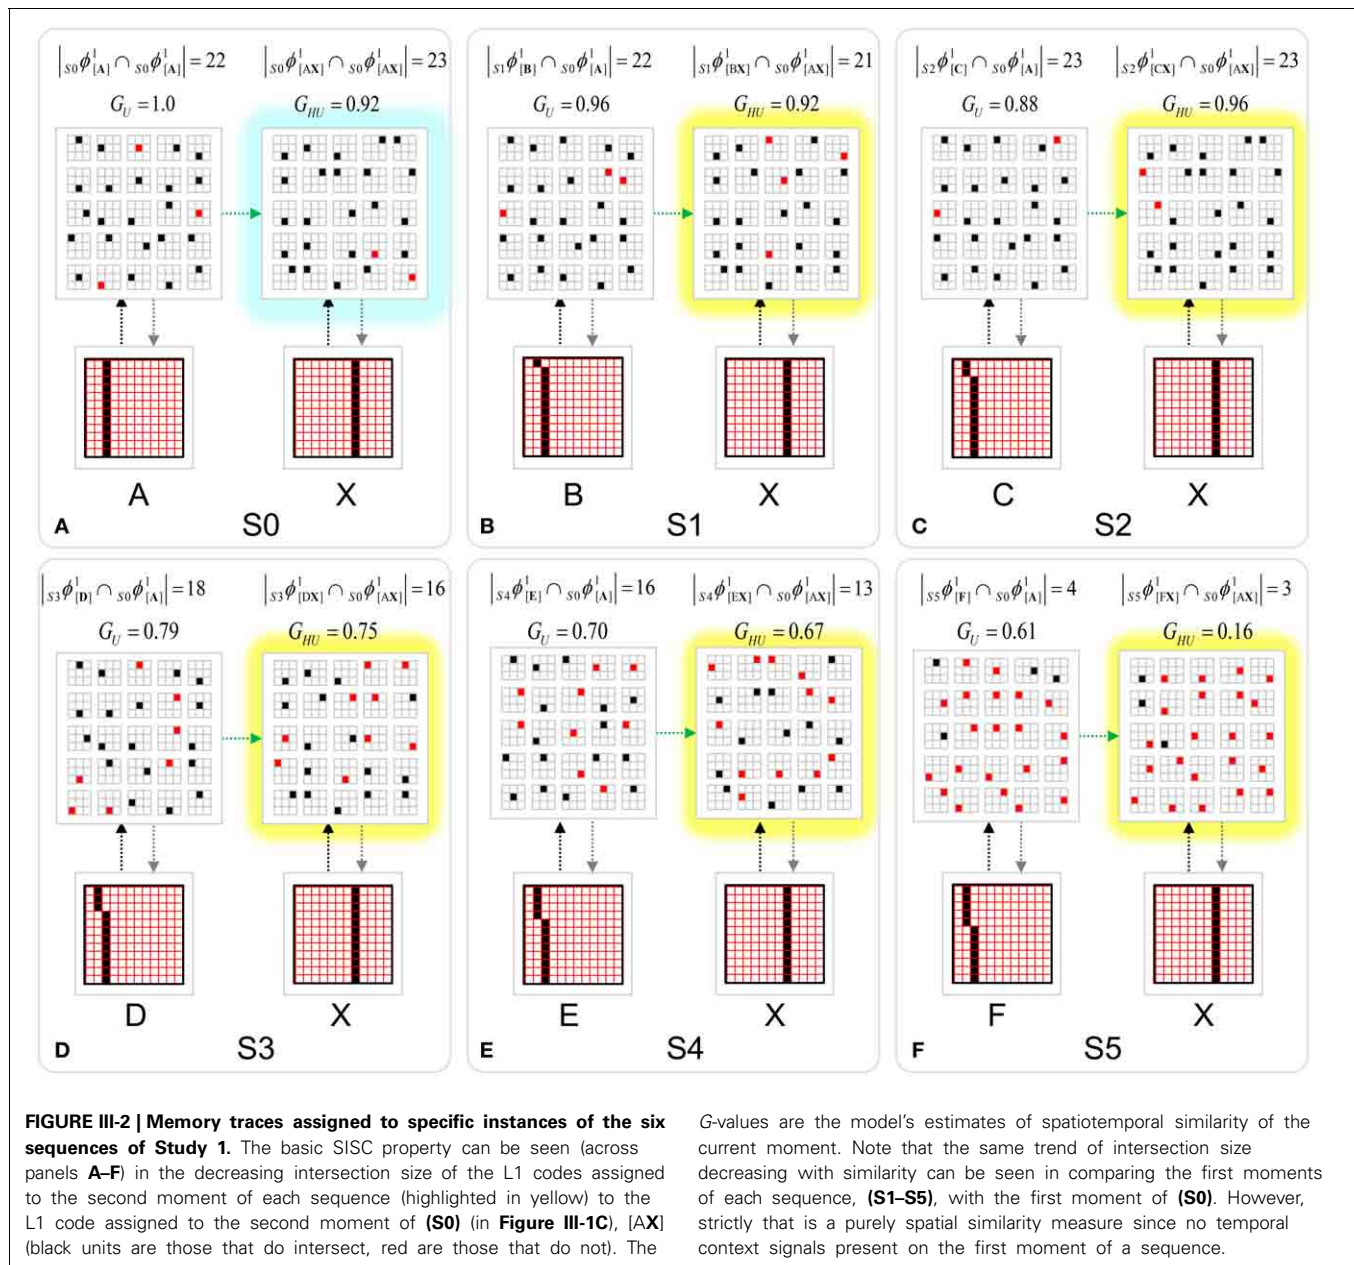 |S0ϕ¹[A] ∩ S0ϕ¹[A]| = 22
|S0ϕ¹[AX] ∩ S0ϕ¹[AX]| = 23
G_U = 1.0
G_HU = 0.92
A
X
A
S0
|S1ϕ¹[B] ∩ S0ϕ¹[A]| = 22
|S1ϕ¹[BX] ∩ S0ϕ¹[AX]| = 21
G_U = 0.96
G_HU = 0.92
B
X
B
S1
|S2ϕ¹[C] ∩ S0ϕ¹[A]| = 23
|S2ϕ¹[CX] ∩ S0ϕ¹[AX]| = 23
G_U = 0.88
G_HU = 0.96
C
X
C
S2
|S3ϕ¹[D] ∩ S0ϕ¹[A]| = 18
|S3ϕ¹[DX] ∩ S0ϕ¹[AX]| = 16
G_U = 0.79
G_HU = 0.75
D
X
D
S3
|S4ϕ¹[E] ∩ S0ϕ¹[A]| = 16
|S4ϕ¹[EX] ∩ S0ϕ¹[AX]| = 13
G_U = 0.70
G_HU = 0.67
E
X
E
S4
|S5ϕ¹[F] ∩ S0ϕ¹[A]| = 4
|S5ϕ¹[FX] ∩ S0ϕ¹[AX]| = 3
G_U = 0.61
G_HU = 0.16
F
X
F
S5
FIGURE III-2 | Memory traces assigned to specific instances of the six
sequences of Study 1. The basic SISC property can be seen (across
panels A–F) in the decreasing intersection size of the L1 codes assigned
to the second moment of each sequence (highlighted in yellow) to the
L1 code assigned to the second moment of (S0) (in Figure III-1C), [AX]
(black units are those that do intersect, red are those that do not). The
G-values are the model's estimates of spatiotemporal similarity of the
current moment. Note that the same trend of intersection size
decreasing with similarity can be seen in comparing the first moments
of each sequence, (S1–S5), with the first moment of (S0). However,
strictly that is a purely spatial similarity measure since no temporal
context signals present on the first moment of a sequence.